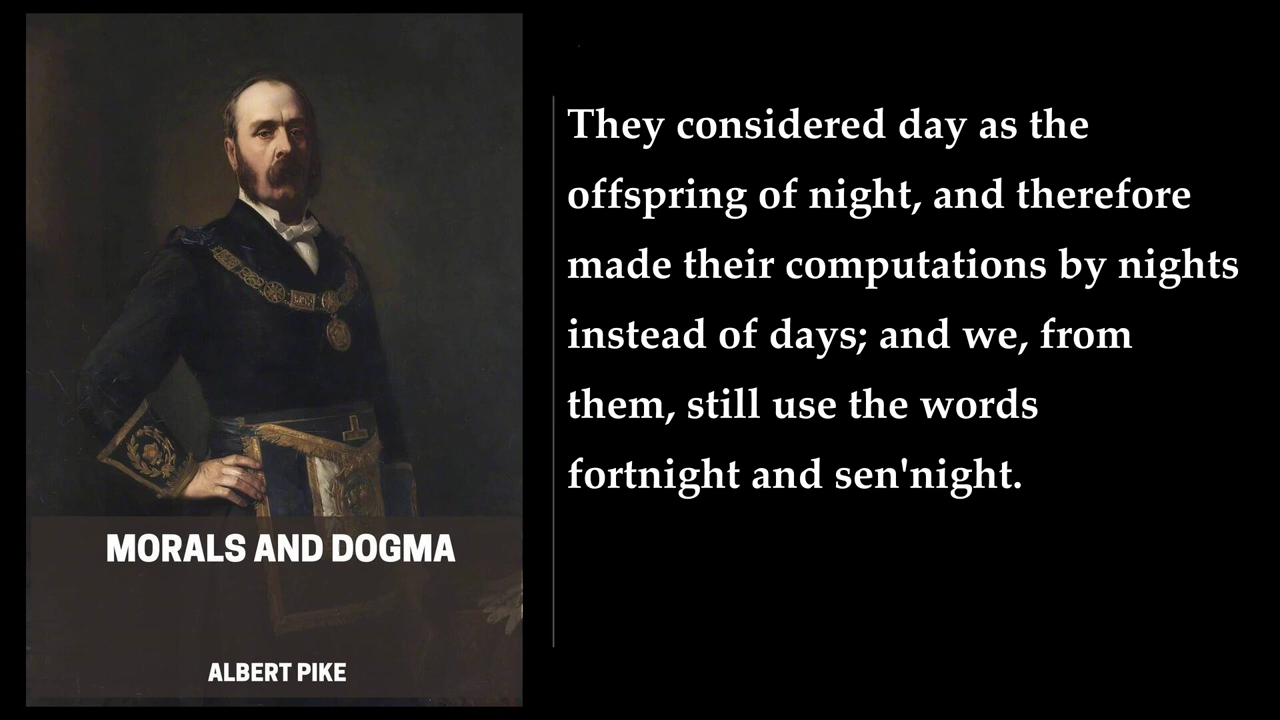 They considered day as the
offspring of night, and therefore
made their computations by nights
instead of days; and we, from
them, still use the words
fortnight and sen'night.
MORALS AND DOGMA
ALBERT PIKE